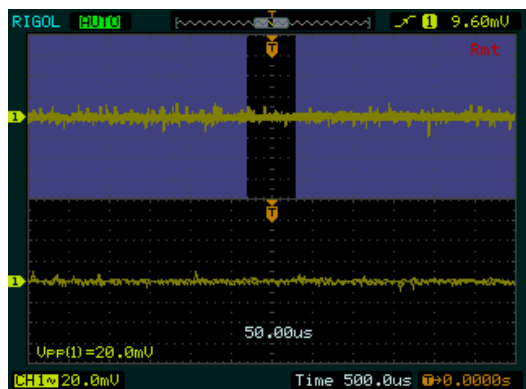 RIGOL AUTO T 1 9.60mV
T Rmt
1
T
1
50.00us
Vpp(1)=20.0mV
CH1~ 20.0mV Time 500.0us T→0.0000s